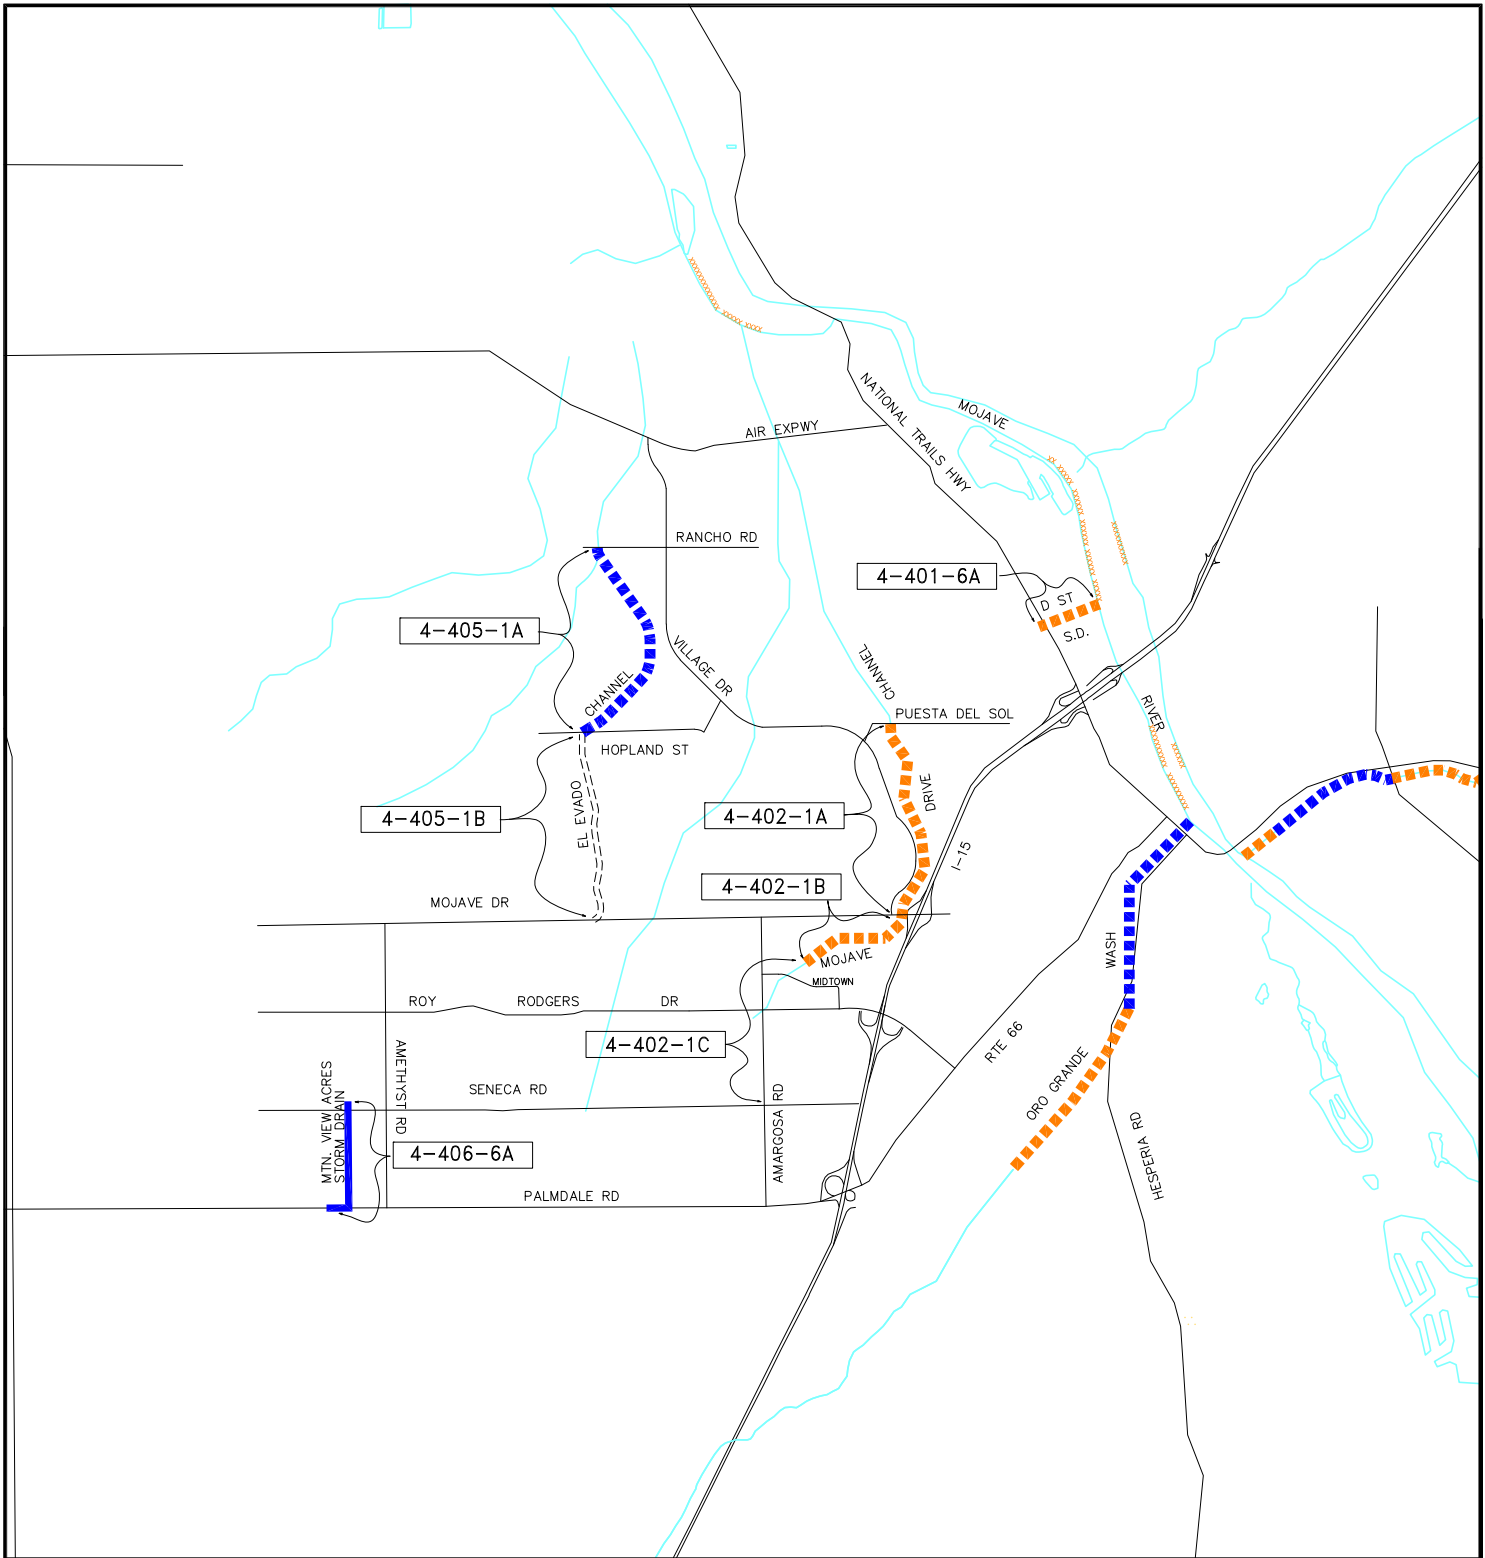 NATIONAL TRAILS HWY
MOJAVE
AIR EXPWY
RANCHO RD
4-401-6A
D ST
S.D.
4-405-1A
VILLAGE DR
CHANNEL
CHANNEL
PUESTA DEL SOL
RIVER
HOPLAND ST
EL EVADO
DRIVE
4-405-1B
4-402-1A
I-15
4-402-1B
MOJAVE DR
WASH
MOJAVE
MIDTOWN
ROY RODGERS DR
4-402-1C
RTE 66
AMETHYST RD
SENECA RD
ORO GRANDE
MTN. VIEW ACRES
STORM DRAIN
AMARGOSA RD
4-406-6A
HESPERIA RD
PALMDALE RD